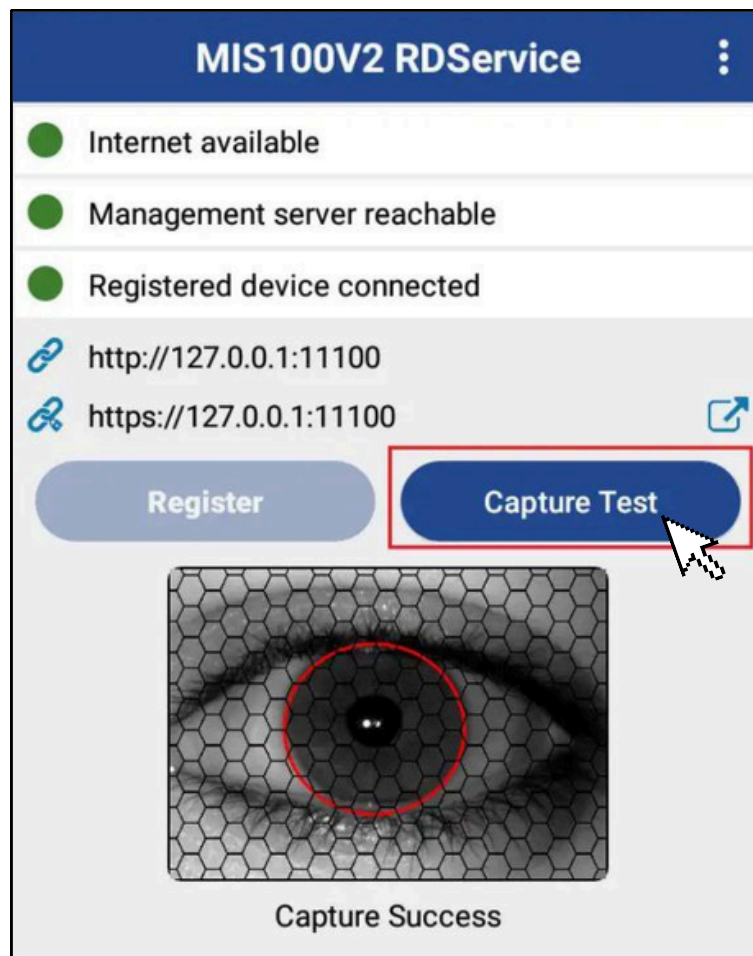 MIS100V2 RDService
Internet available
Management server reachable
Registered device connected
http://127.0.0.1:11100
https://127.0.0.1:11100
Register
Capture Test
Capture Success